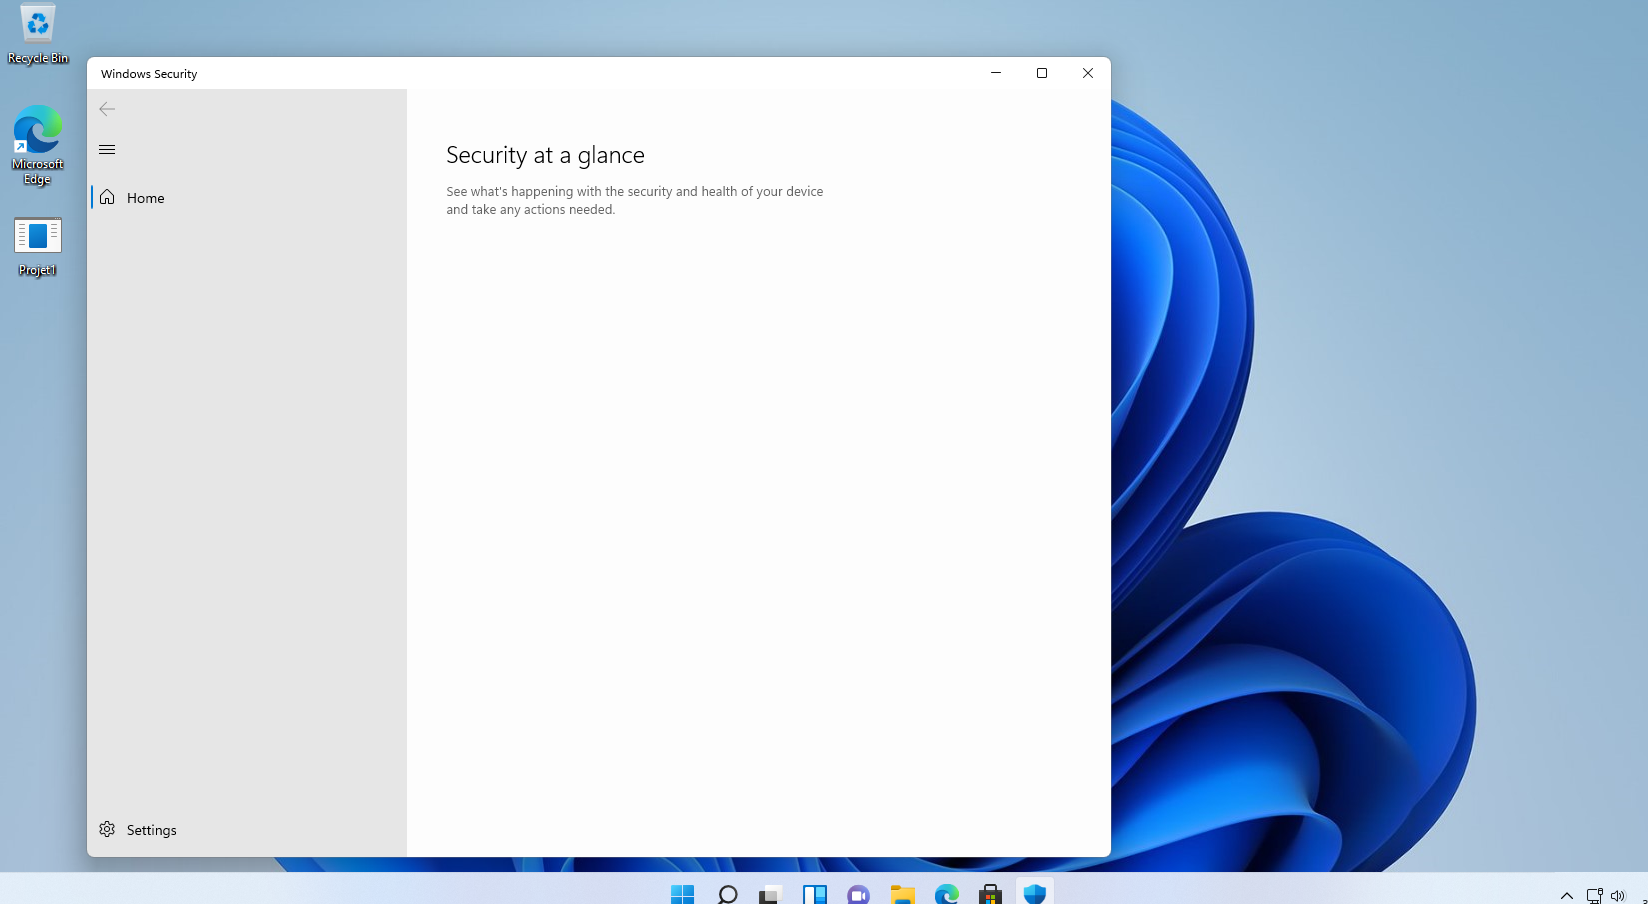 Recycle Bin
Microsoft
Edge
Projet1
Windows Security
Home
Settings
Security at a glance
See what's happening with the security and health of your device
and take any actions needed.